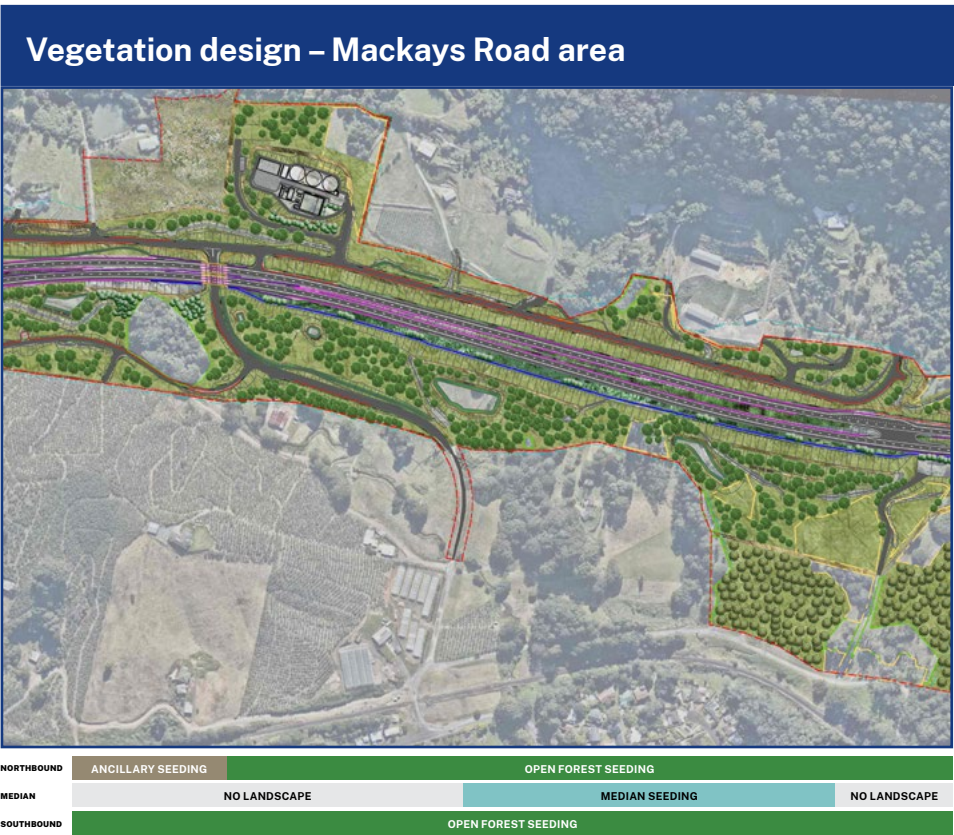 Vegetation design – Mackays Road area
NORTHBOUND ANCILLARY SEEDING OPEN FOREST SEEDING
MEDIAN NO LANDSCAPE MEDIAN SEEDING NO LANDSCAPE
SOUTHBOUND OPEN FOREST SEEDING